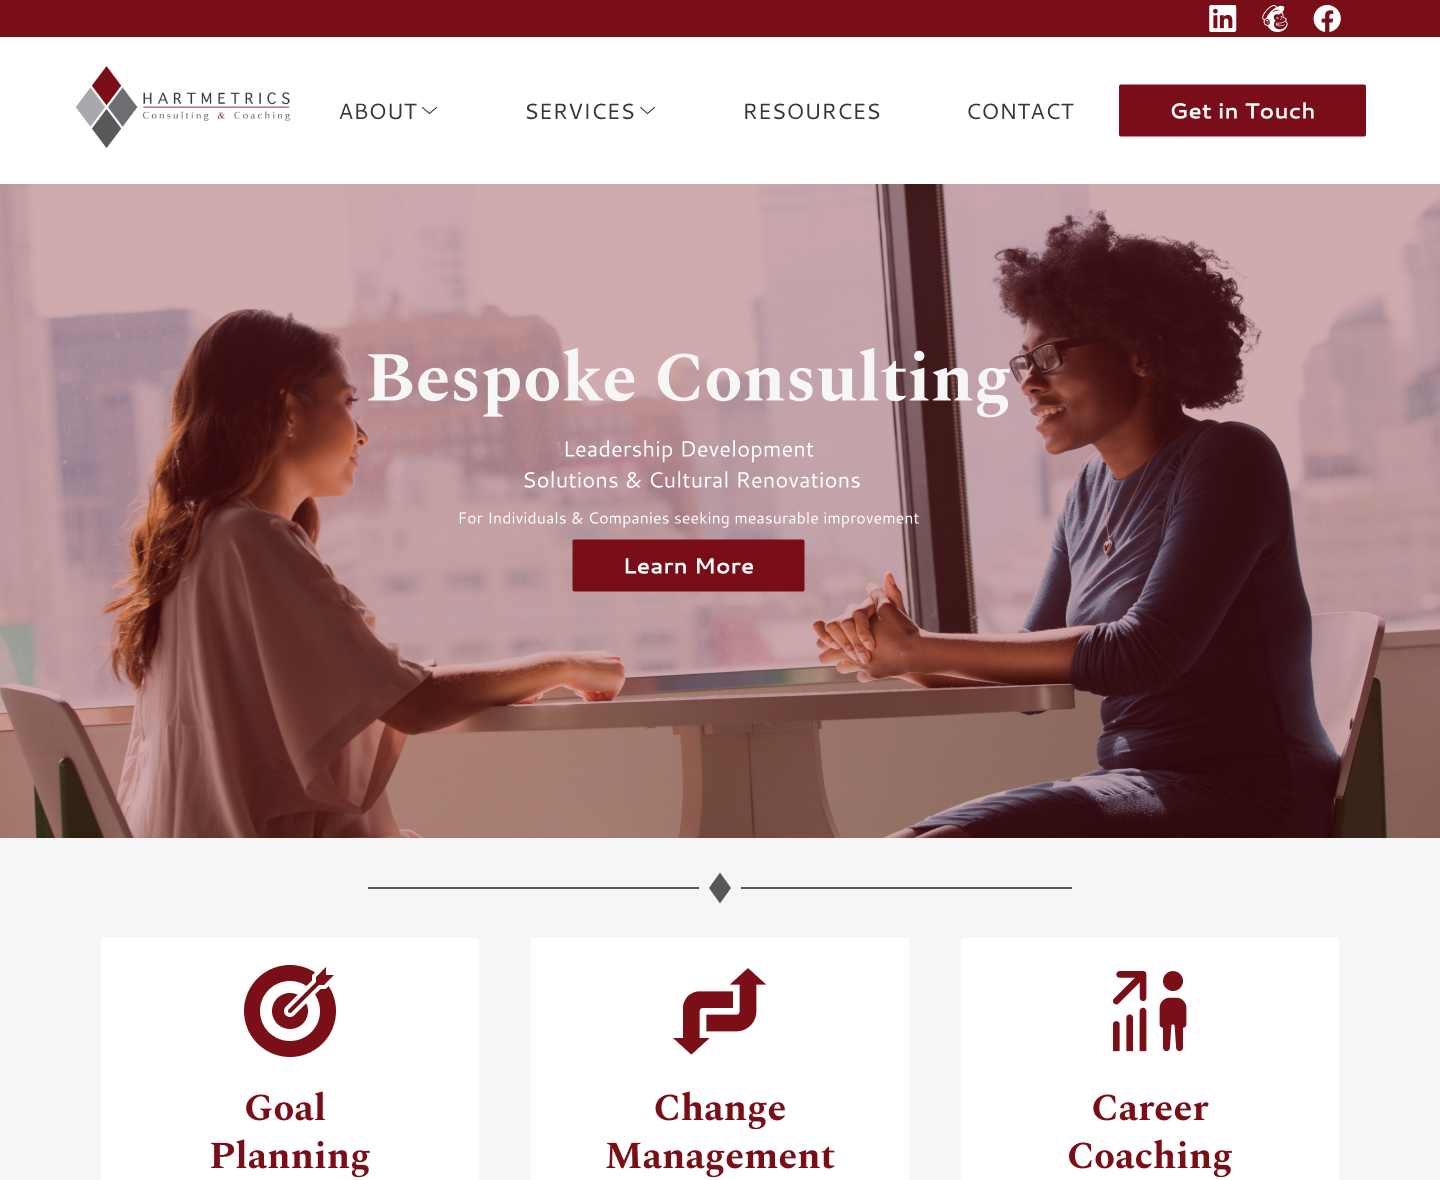 HARTMETRICS
Consulting & Coaching
ABOUT
SERVICES
RESOURCES
CONTACT
Get in Touch
Bespoke Consulting
Leadership Development
Solutions & Cultural Renovations
For Individuals & Companies seeking measurable improvement
Learn More
Goal
Planning
Change
Management
Career
Coaching